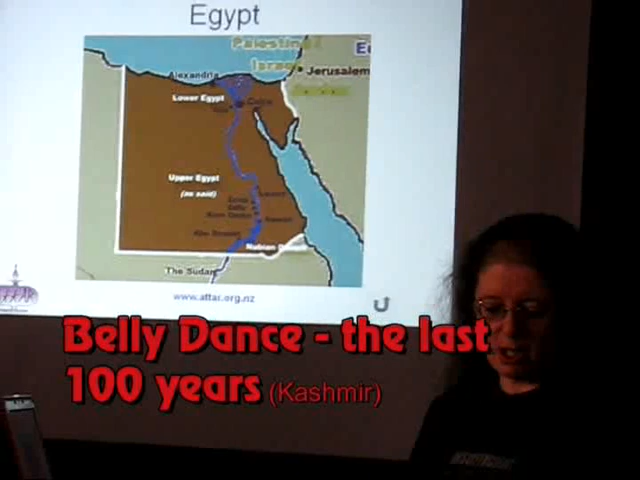 Egypt
Palestine/
Israel
Jerusalem
Alexandria
Lower Egypt
Cairo
Upper Egypt
(as said)
The Sudan
www.attar.org.nz
Belly Dance - the last
100 years (Kashmir)